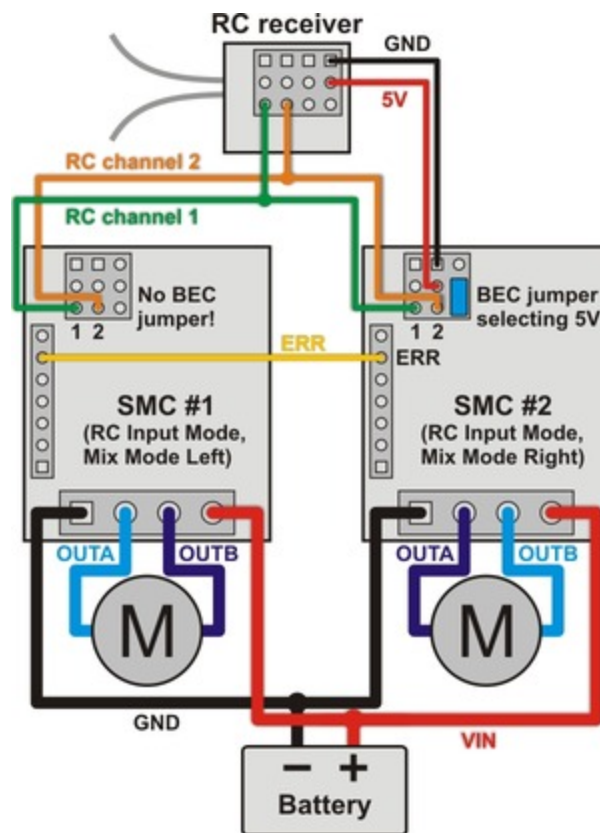 RC receiver
GND
5V
RC channel 2
RC channel 1
No BEC
jumper!
1 2
BEC jumper
selecting 5V
1 2
ERR
ERR
SMC #1
(RC Input Mode,
Mix Mode Left)
SMC #2
(RC Input Mode,
Mix Mode Right)
OUTA
OUTB
OUTA
OUTB
M
M
GND
VIN
− +
Battery